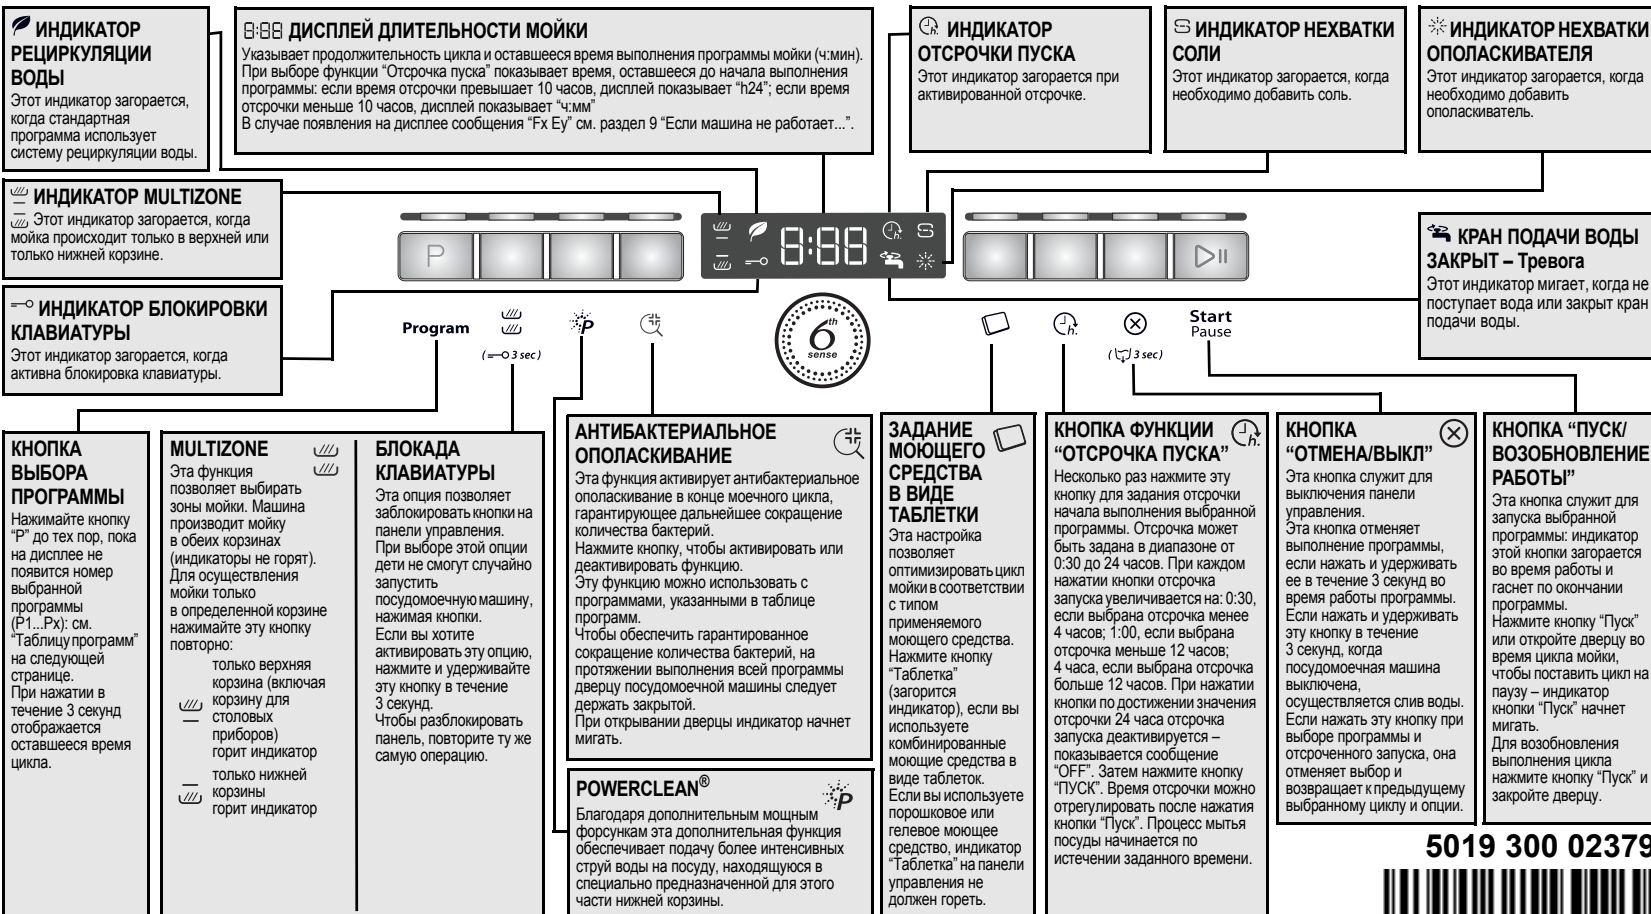 ИНДИКАТОР
РЕЦИРКУЛЯЦИИ
ВОДЫ
Этот индикатор загорается,
когда стандартная
программа использует
систему рециркуляции воды.
8:88 ДИСПЛЕЙ ДЛИТЕЛЬНОСТИ МОЙКИ
Указывает продолжительность цикла и оставшееся время выполнения программы мойки (ч:мин).
При выборе функции “Отсрочка пуска” показывает время, оставшееся до начала выполнения
программы: если время отсрочки превышает 10 часов, дисплей показывает “h24”; если время
отсрочки меньше 10 часов, дисплей показывает “ч:мм”
В случае появления на дисплее сообщения “Fx Ey” см. раздел 9 “Если машина не работает...”.
h. ИНДИКАТОР
ОТСРОЧКИ ПУСКА
Этот индикатор загорается при
активированной отсрочке.
ИНДИКАТОР НЕХВАТКИ
СОЛИ
Этот индикатор загорается, когда
необходимо добавить соль.
ИНДИКАТОР НЕХВАТКИ
ОПОЛАСКИВАТЕЛЯ
Этот индикатор загорается, когда
необходимо добавить
ополаскиватель.
ИНДИКАТОР MULTIZONE
Этот индикатор загорается, когда
мойка происходит только в верхней или
только нижней корзине.
ИНДИКАТОР БЛОКИРОВКИ
КЛАВИАТУРЫ
Этот индикатор загорается, когда
активна блокировка клавиатуры.
P
8:88
h.
КРАН ПОДАЧИ ВОДЫ
ЗАКРЫТ – Тревога
Этот индикатор мигает, когда не
поступает вода или закрыт кран
подачи воды.
Program
(3 sec)
P
6th
sense
h.
(3 sec)
Start
Pause
КНОПКА
ВЫБОРА
ПРОГРАММЫ
Нажимайте кнопку
“P” до тех пор, пока
на дисплее не
появится номер
выбранной
программы
(P1...Px): см.
“Таблицу программ”
на следующей
странице.
При нажатии в
течение 3 секунд
отображается
оставшееся время
цикла.
MULTIZONE
Эта функция
позволяет выбирать
зоны мойки. Машина
производит мойку
в обеих корзинах
(индикаторы не горят).
Для осуществления
мойки только
в определенной корзине
нажимайте эту кнопку
повторно:
только верхняя
корзина (включая
корзину для
столовых
приборов)
горит индикатор
только нижней
корзины
горит индикатор
БЛОКАДА
КЛАВИАТУРЫ
Эта опция позволяет
заблокировать кнопки на
панели управления.
При выборе этой опции
дети не смогут случайно
запустить
посудомоечную машину,
нажимая кнопки.
Если вы хотите
активировать эту опцию,
нажмите и удерживайте
эту кнопку в течение
3 секунд.
Чтобы разблокировать
панель, повторите ту же
самую операцию.
АНТИБАКТЕРИАЛЬНОЕ
ОПОЛАСКИВАНИЕ
Эта функция активирует антибактериальное
ополаскивание в конце моечного цикла,
гарантирующее дальнейшее сокращение
количества бактерий.
Нажмите кнопку, чтобы активировать или
деактивировать функцию.
Эту функцию можно использовать с
программами, указанными в таблице
программ.
Чтобы обеспечить гарантированное
сокращение количества бактерий, на
протяжении выполнения всей программы
дверцу посудомоечной машины следует
держать закрытой.
При открывании дверцы индикатор начнет
мигать.
POWERCLEAN®
P
Благодаря дополнительным мощным
форсункам эта дополнительная функция
обеспечивает подачу более интенсивных
струй воды на посуду, находящуюся в
специально предназначенной для этого
части нижней корзины.
ЗАДАНИЕ
МОЮЩЕГО
СРЕДСТВА
В ВИДЕ
ТАБЛЕТКИ
Эта настройка
позволяет
оптимизировать цикл
мойки в соответствии
с типом
применяемого
моющего средства.
Нажмите кнопку
“Таблетка”
(загорится
индикатор), если вы
используете
комбинированные
моющие средства в
виде таблеток.
Если вы используете
порошковое или
гелевое моющее
средство, индикатор
“Таблетка” на панели
управления не
должен гореть.
КНОПКА ФУНКЦИИ
“ОТСРОЧКА ПУСКА”
h.
Несколько раз нажмите эту
кнопку для задания отсрочки
начала выполнения выбранной
программы. Отсрочка может
быть задана в диапазоне от
0:30 до 24 часов. При каждом
нажатии кнопки отсрочка
запуска увеличивается на: 0:30,
если выбрана отсрочка менее
4 часов; 1:00, если выбрана
отсрочка меньше 12 часов;
4 часа, если выбрана отсрочка
больше 12 часов. При нажатии
кнопки по достижении значения
отсрочки 24 часа отсрочка
запуска деактивируется –
показывается сообщение
“OFF”. Затем нажмите кнопку
“ПУСК”. Время отсрочки можно
отрегулировать после нажатия
кнопки “Пуск”. Процесс мытья
посуды начинается по
истечении заданного времени.
КНОПКА
“ОТМЕНА/ВЫКЛ”
Эта кнопка служит для
выключения панели
управления.
Эта кнопка отменяет
выполнение программы,
если нажать и удерживать
ее в течение 3 секунд во
время работы программы.
Если нажать и удерживать
эту кнопку в течение
3 секунд, когда
посудомоечная машина
выключена,
осуществляется слив воды.
Если нажать эту кнопку при
выборе программы и
отсроченного запуска, она
отменяет выбор и
возвращает к предыдущему
выбранному циклу и опции.
КНОПКА “ПУСК/
ВОЗОБНОВЛЕНИЕ
РАБОТЫ”
Эта кнопка служит для
запуска выбранной
программы: индикатор
этой кнопки загорается
во время работы и
гаснет по окончании
программы.
Нажмите кнопку “Пуск”
или откройте дверцу во
время цикла мойки,
чтобы поставить цикл на
паузу – индикатор
кнопки “Пуск” начнет
мигать.
Для возобновления
выполнения цикла
нажмите кнопку “Пуск” и
закройте дверцу.
5019 300 02379